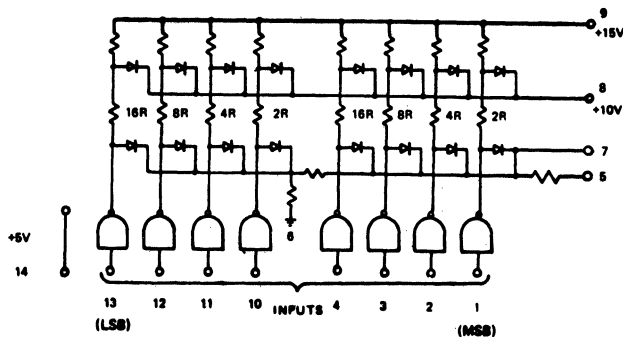 9
+15V
8
+10V
16R 8R 4R 2R 16R 8R 4R 2R
7
5
6
+5V
14
13 12 11 10 INPUTS 4 3 2 1
(LSB) (MSB)